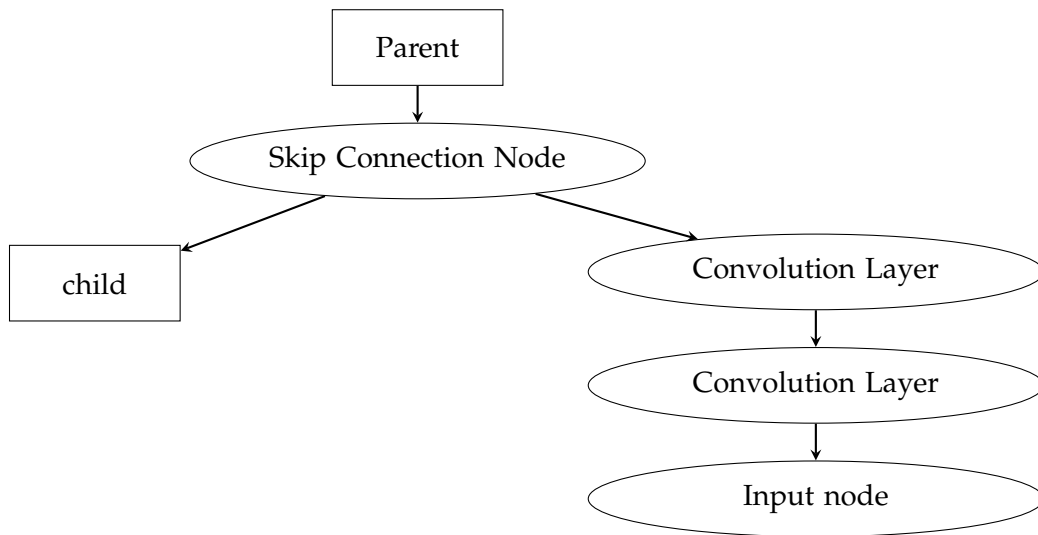 Parent
Skip Connection Node
child
Convolution Layer
Convolution Layer
Input node